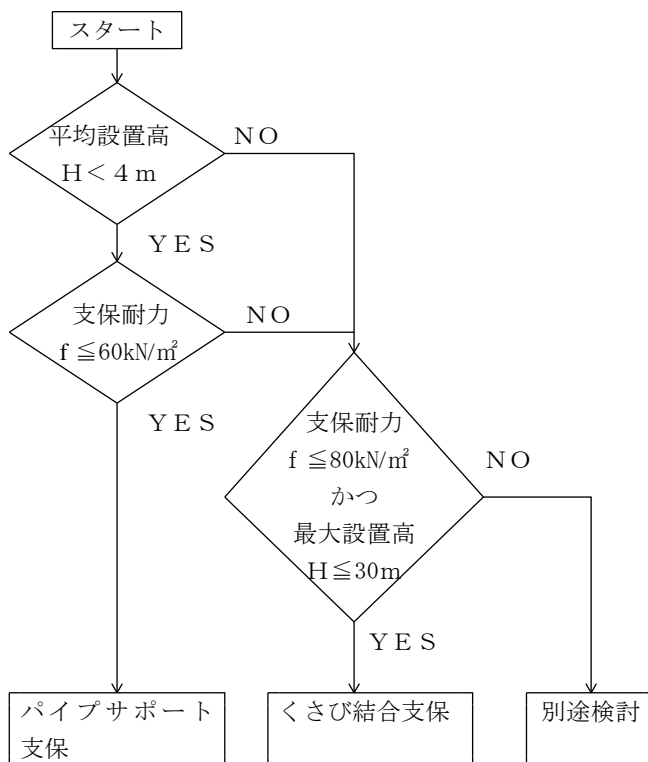 スタート
平均設置高
H<4m
NO
YES
支保耐力
f≦60kN/㎡
NO
YES
支保耐力
f≦80kN/㎡
かつ
最大設置高
H≦30m
NO
YES
パイプサポート
支保
くさび結合支保
別途検討